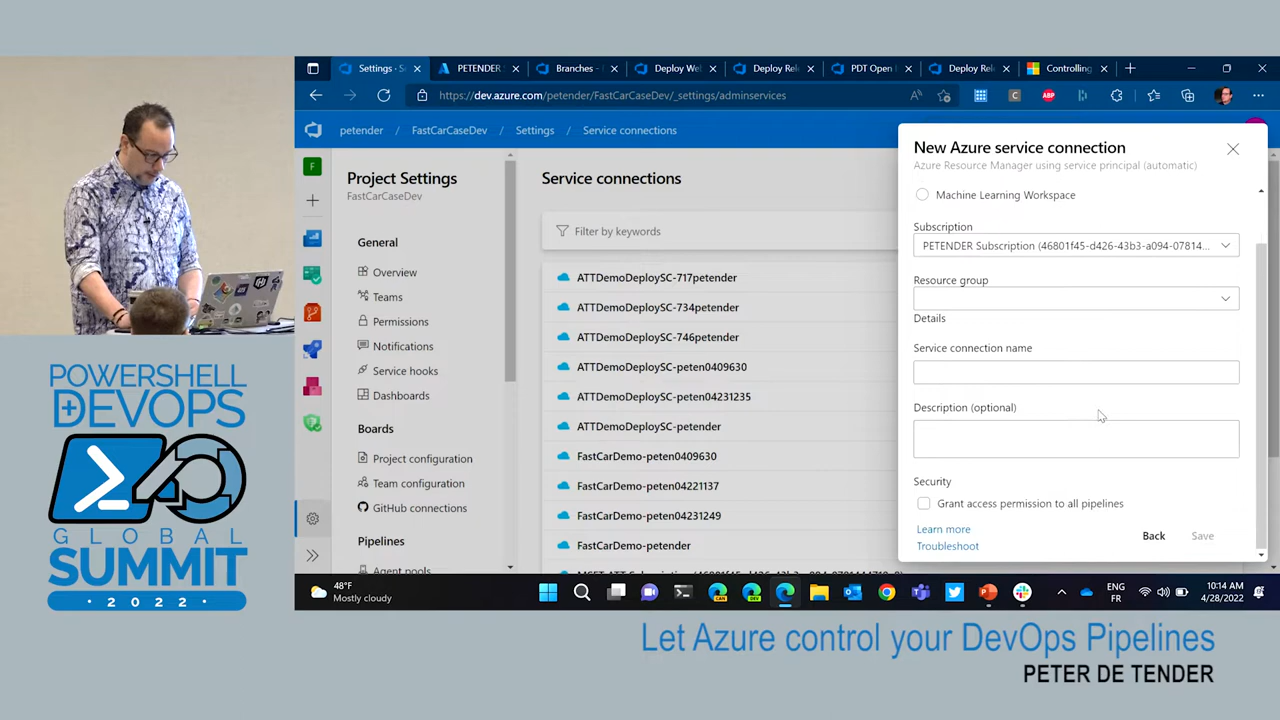 Settings · S
PETENDER S
Branches -
Deploy We
Deploy Rel
PDT Open
Deploy Rel
Controlling
https://dev.azure.com/petender/FastCarCaseDev/_settings/adminservices
petender / FastCarCaseDev / Settings / Service connections
Project Settings
FastCarCaseDev
General
Overview
Teams
Permissions
Notifications
Service hooks
Dashboards
Boards
Project configuration
Team configuration
GitHub connections
Pipelines
Agent pools
Service connections
Filter by keywords
ATTDemoDeploySC-717petender
ATTDemoDeploySC-734petender
ATTDemoDeploySC-746petender
ATTDemoDeploySC-peten0409630
ATTDemoDeploySC-peten04231235
ATTDemoDeploySC-petender
FastCarDemo-peten0409630
FastCarDemo-peten04221137
FastCarDemo-peten04231249
FastCarDemo-petender
New Azure service connection
Azure Resource Manager using service principal (automatic)
Machine Learning Workspace
Subscription
PETENDER Subscription (46801f45-d426-43b3-a094-07814...
Resource group
Details
Service connection name
Description (optional)
Security
Grant access permission to all pipelines
Learn more
Troubleshoot
Back
Save
48°F
Mostly cloudy
ENG
FR
10:14 AM
4/28/2022
POWERSHELL
+DEVOPS
GLOBAL
SUMMIT
· 2022 ·
Let Azure control your DevOps Pipelines
PETER DE TENDER